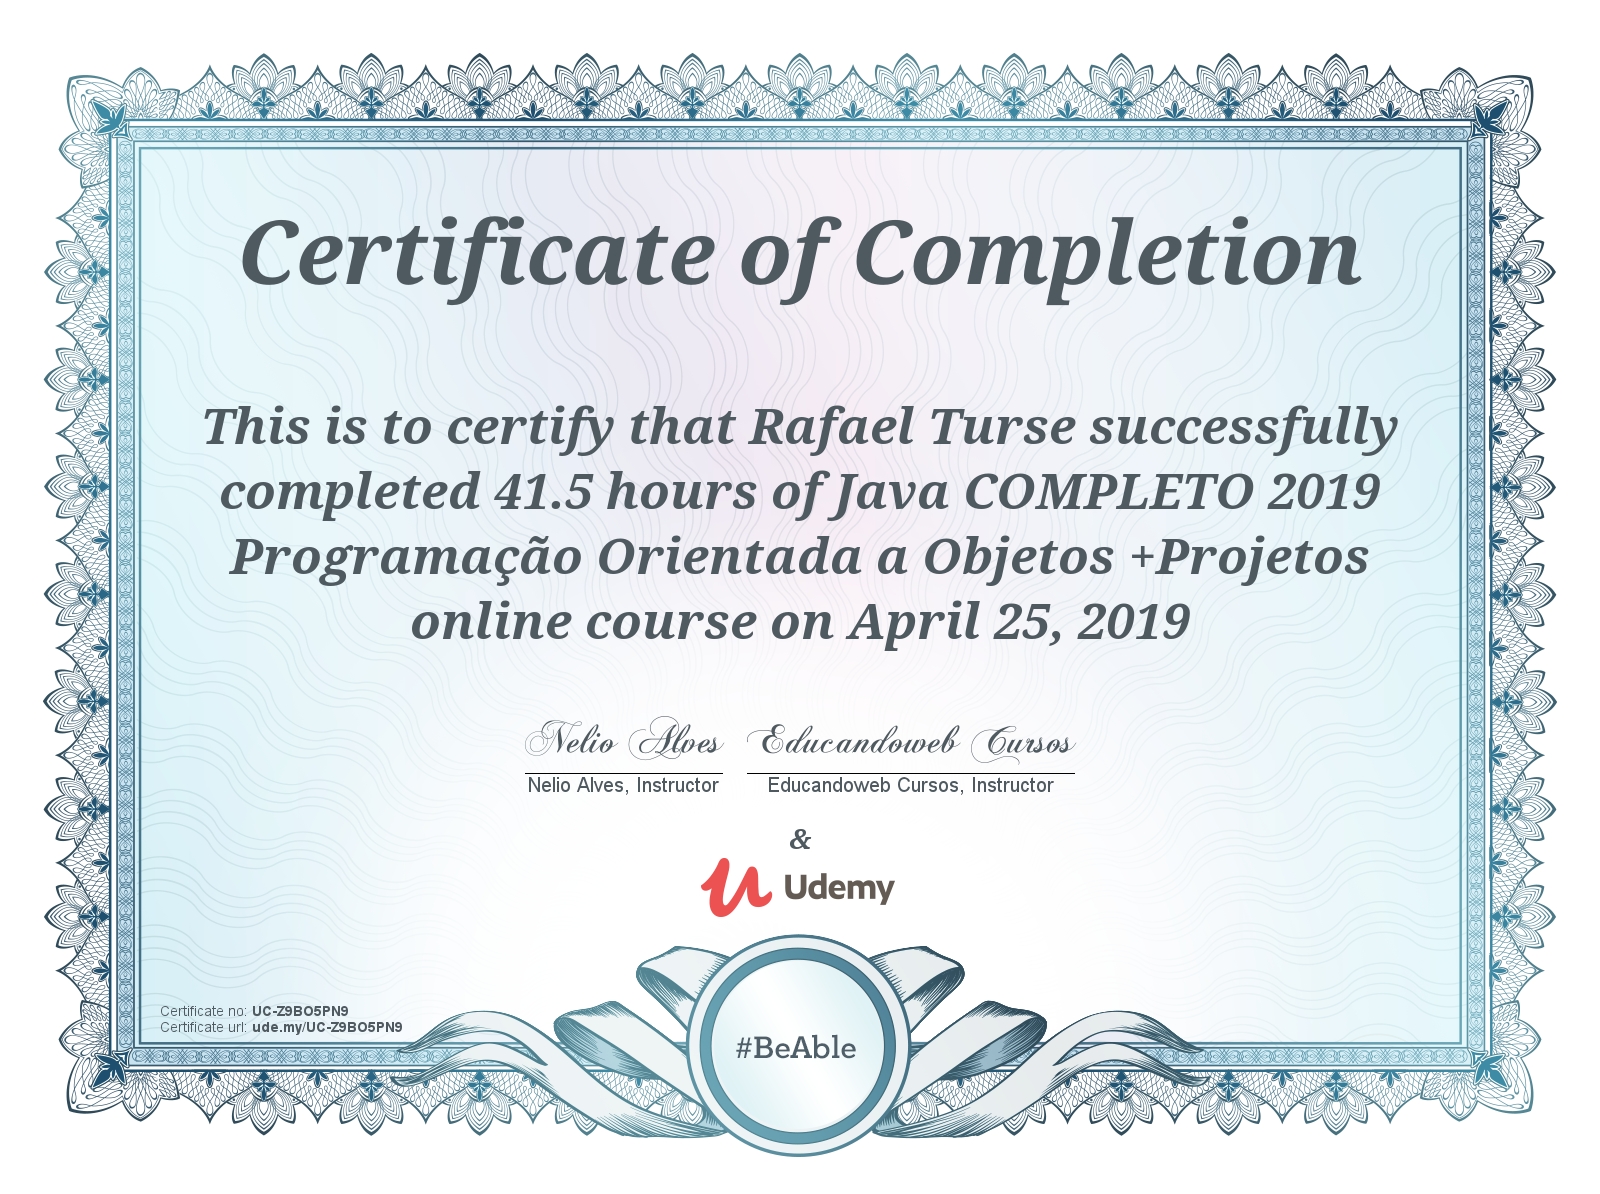 Certificate of Completion
This is to certify that Rafael Turse successfully
completed 41.5 hours of Java COMPLETO 2019
Programação Orientada a Objetos +Projetos
online course on April 25, 2019
Nelio Alves Educandoweb Cursos
Nelio Alves, Instructor Educandoweb Cursos, Instructor
&
Udemy
Certificate no: UC-Z9BO5PN9
Certificate url: ude.my/UC-Z9BO5PN9
#BeAble